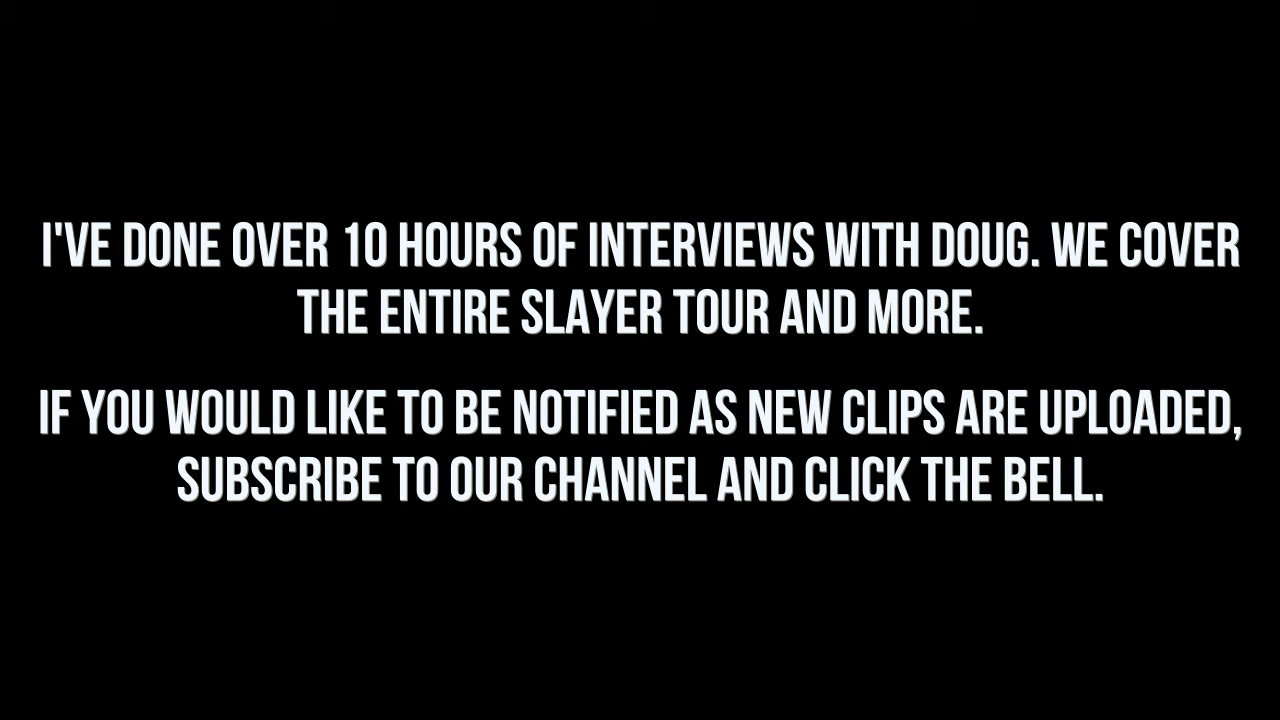 I'VE DONE OVER 10 HOURS OF INTERVIEWS WITH DOUG. WE COVER
THE ENTIRE SLAYER TOUR AND MORE.
IF YOU WOULD LIKE TO BE NOTIFIED AS NEW CLIPS ARE UPLOADED,
SUBSCRIBE TO OUR CHANNEL AND CLICK THE BELL.